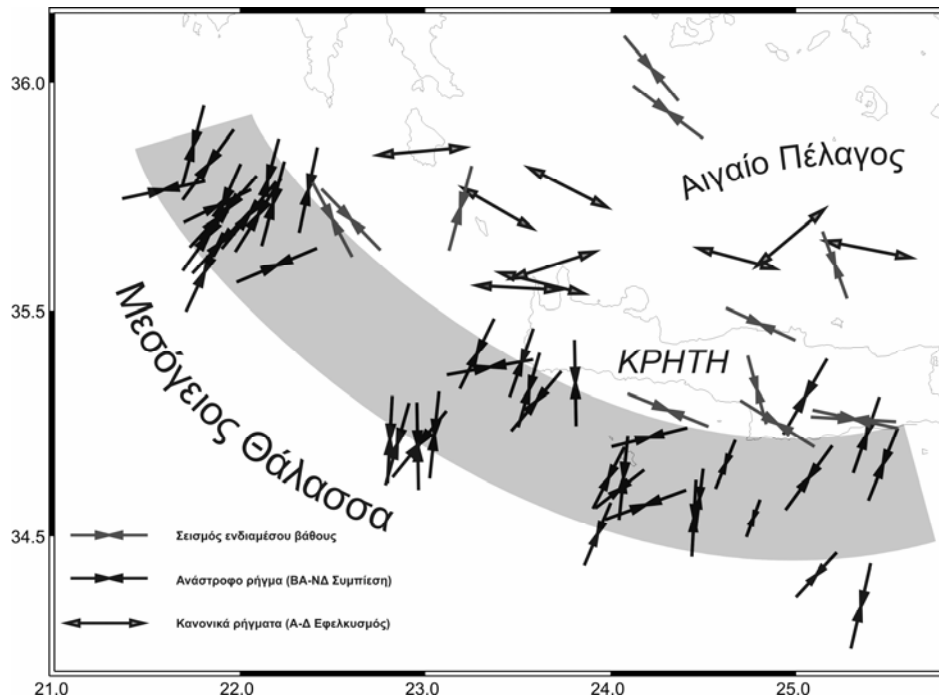 36.0
Αιγαίο Πέλαγος
35.5
ΚΡΗΤΗ
Μεσόγειος Θάλασσα
34.5
Σεισμός ενδιαμέσου βάθους
Ανάστροφο ρήγμα (ΒΑ-ΝΔ Συμπίεση)
Κανονικά ρήγματα (Α-Δ Εφελκυσμός)
21.0 22.0 23.0 24.0 25.0